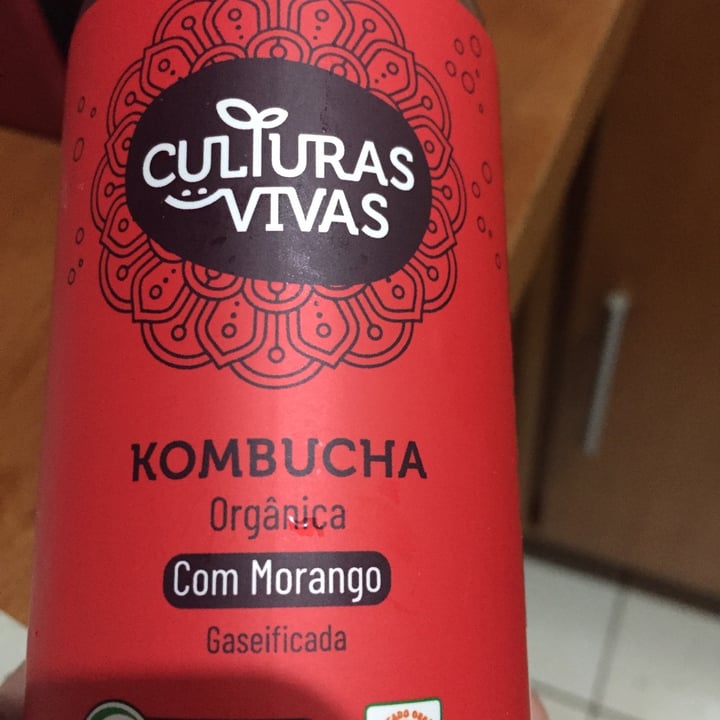 CULTURAS
VIVAS
KOMBUCHA
Orgânica
Com Morango
Gaseificada